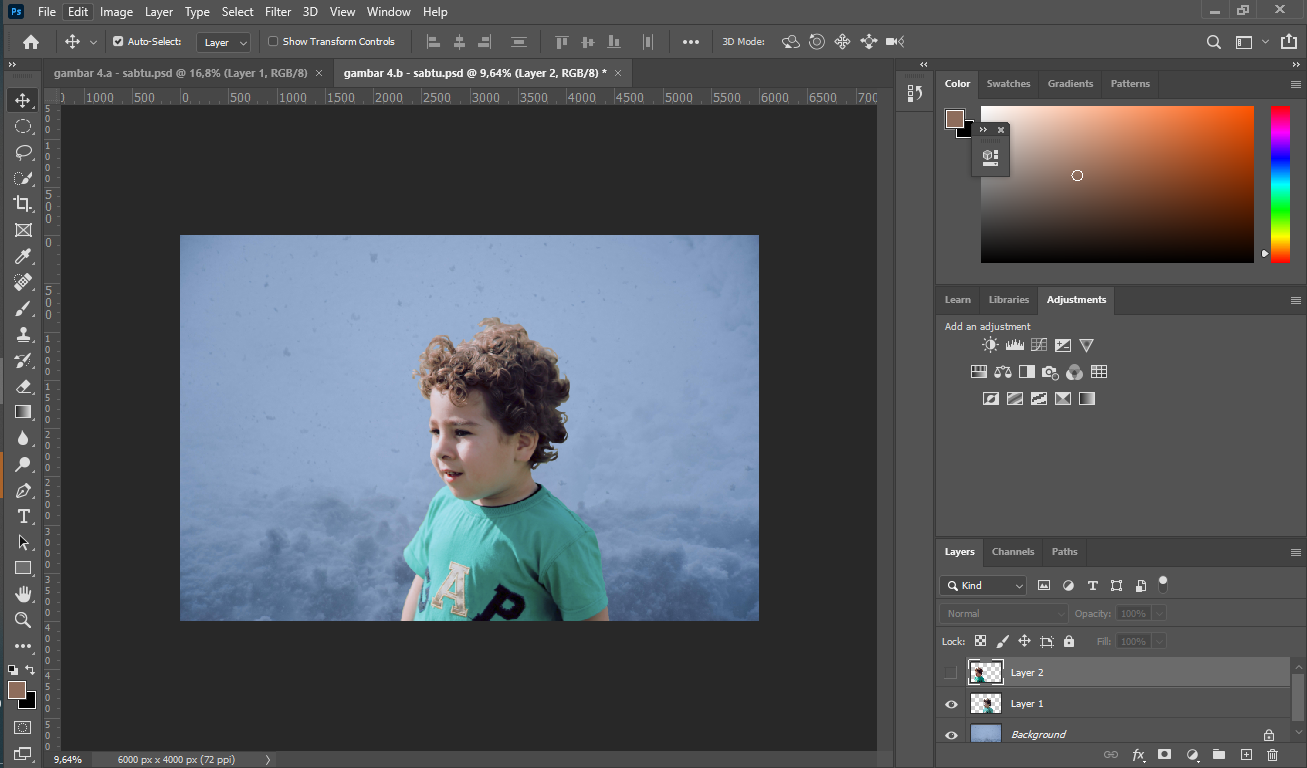 Ps File Edit Image Layer Type Select Filter 3D View Window Help
Auto-Select: Layer Show Transform Controls 3D Mode:
gambar 4.a - sabtu.psd @ 16,8% (Layer 1, RGB/8) × gambar 4.b - sabtu.psd @ 9,64% (Layer 2, RGB/8) * ×
1000 500 0 500 1000 1500 2000 2500 3000 3500 4000 4500 5000 5500 6000 6500
Color Swatches Gradients Patterns
Learn Libraries Adjustments
Add an adjustment
A P
Layers Channels Paths
Kind
Normal Opacity: 100%
Lock: Fill: 100%
Layer 2
Layer 1
Background
9,64% 6000 px x 4000 px (72 ppi)